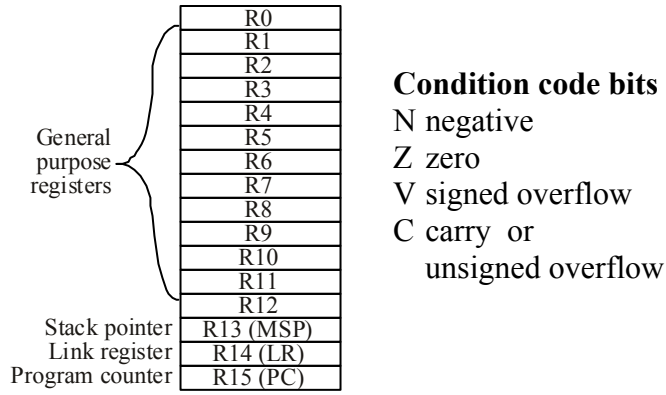 R0
R1
R2
R3
R4
R5
R6
R7
R8
R9
R10
R11
R12
R13 (MSP)
R14 (LR)
R15 (PC)
General
purpose
registers
Stack pointer
Link register
Program counter
Condition code bits
N negative
Z zero
V signed overflow
C carry or
unsigned overflow